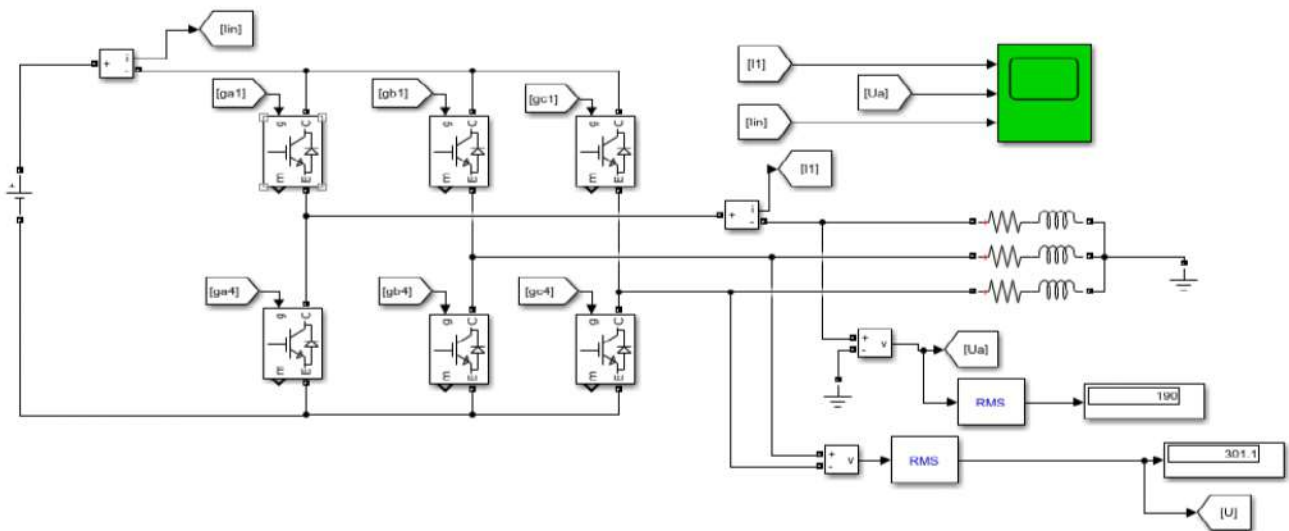 [Iin]
+
i
-
[ga1]
[gb1]
[gc1]
g
C
m
E
g
C
m
E
g
C
m
E
[I1]
[Ua]
[Iin]
[I1]
+
i
-
+
[ga4]
[gb4]
[gc4]
g
C
m
E
g
C
m
E
g
C
m
E
+
-
v
[Ua]
RMS
190
+
-
v
RMS
301.1
[U]